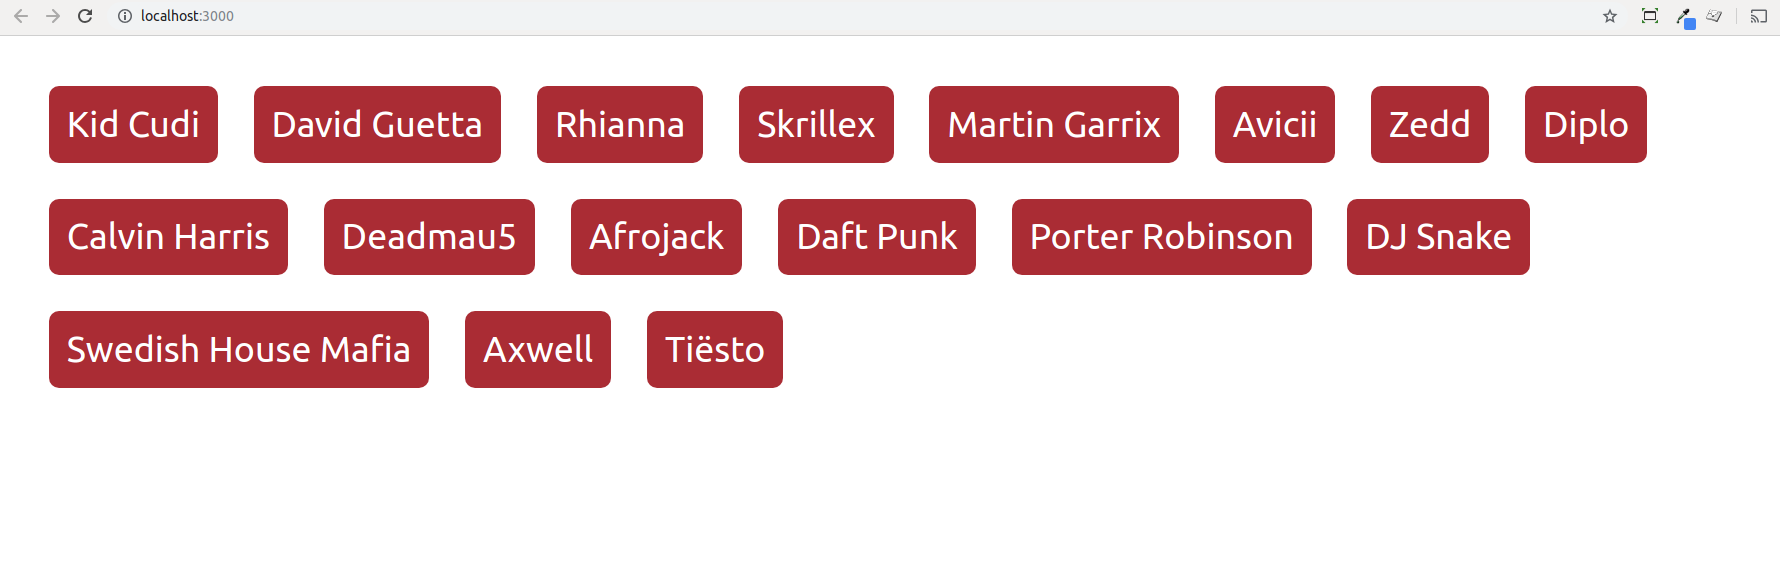 localhost:3000
Kid Cudi David Guetta Rhianna Skrillex Martin Garrix Avicii Zedd Diplo
Calvin Harris Deadmau5 Afrojack Daft Punk Porter Robinson DJ Snake
Swedish House Mafia Axwell Tiësto